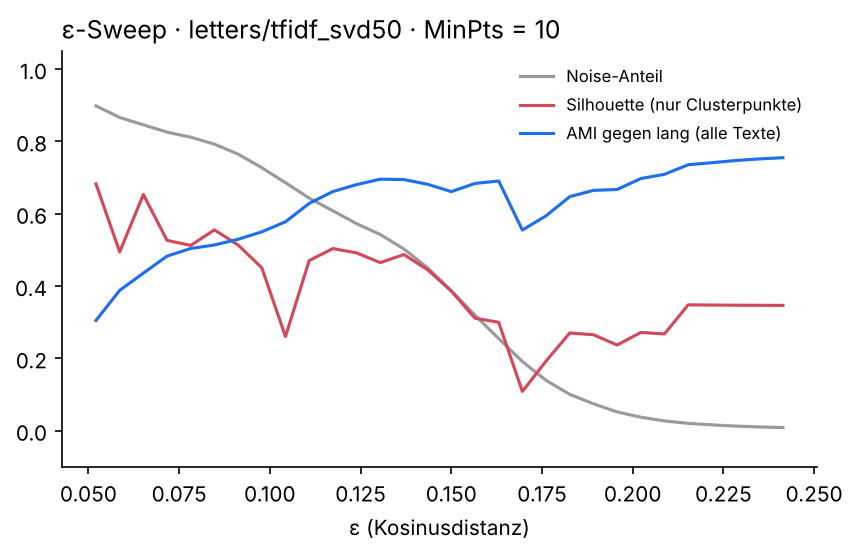 ε-Sweep · letters/tfidf_svd50 · MinPts = 10
Noise-Anteil
Silhouette (nur Clusterpunkte)
AMI gegen lang (alle Texte)
1.0
0.8
0.6
0.4
0.2
0.0
0.050 0.075 0.100 0.125 0.150 0.175 0.200 0.225 0.250
ε (Kosinusdistanz)